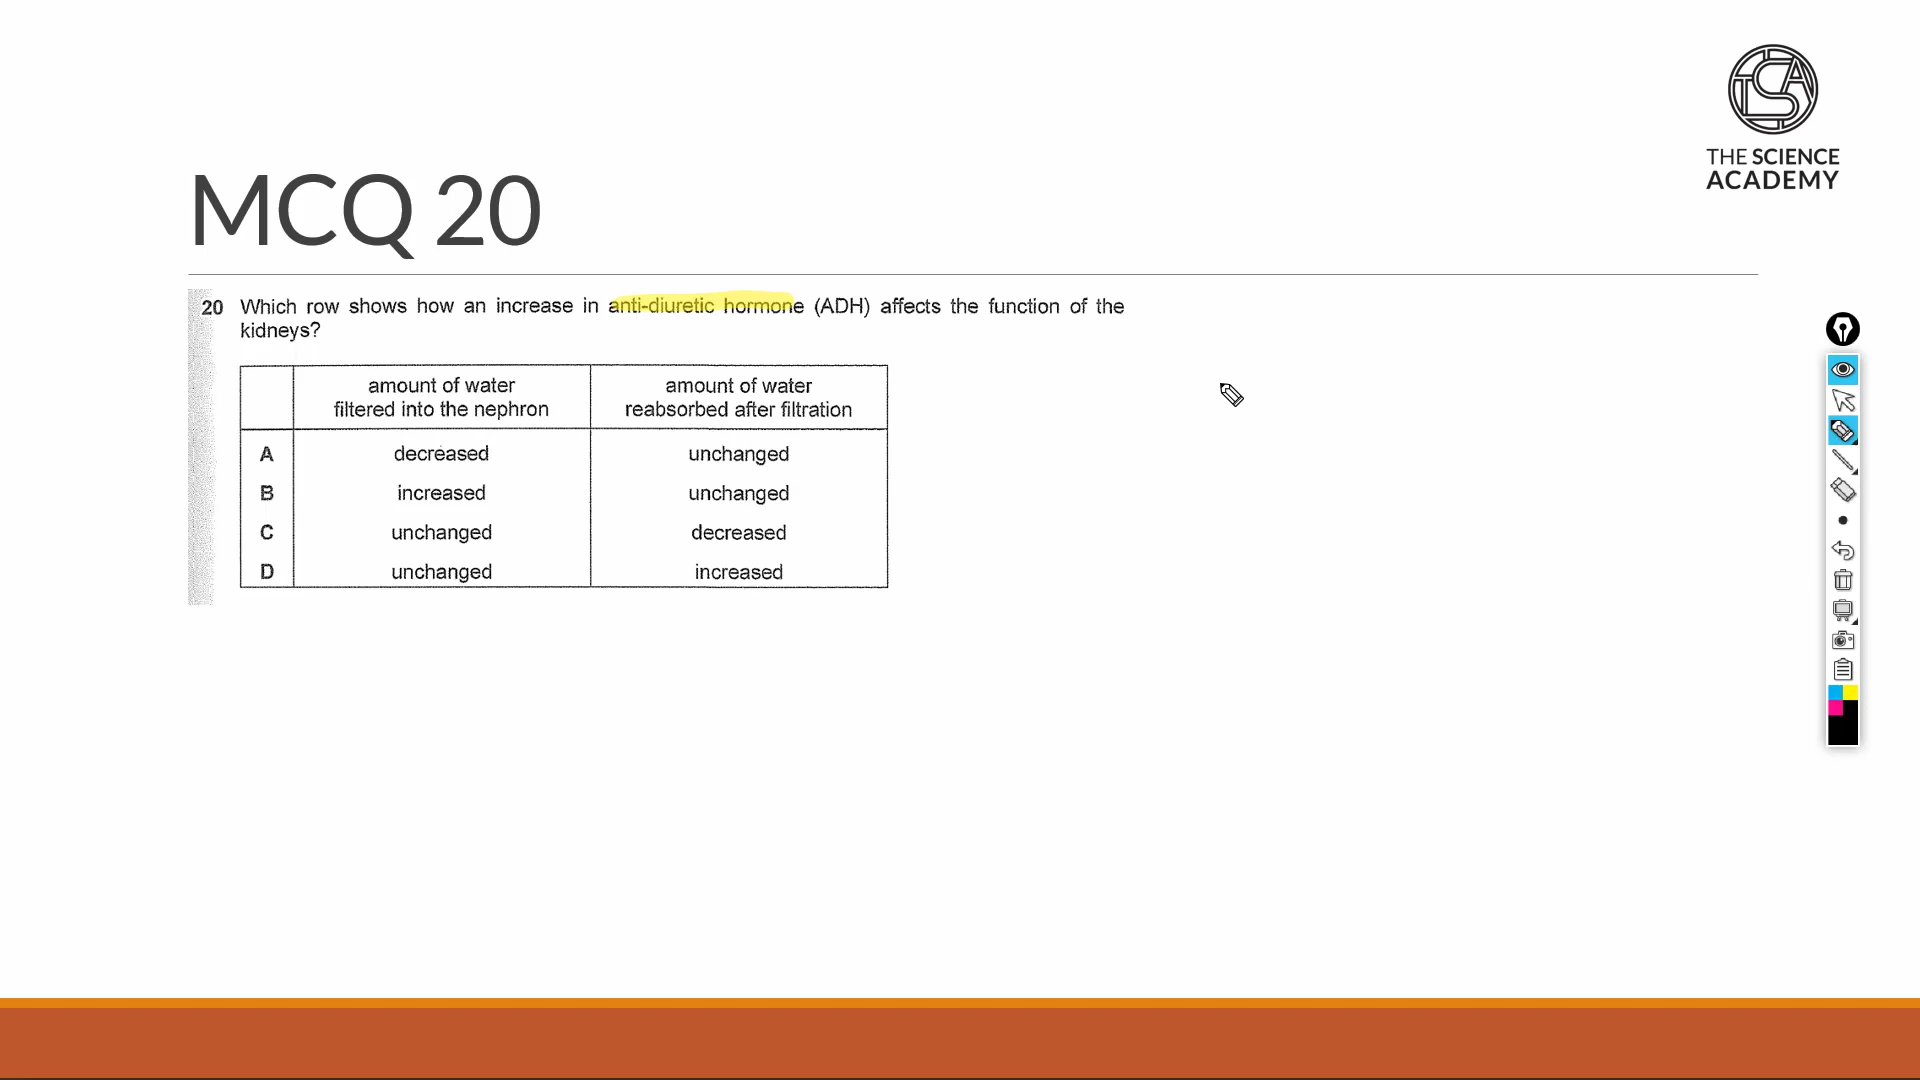 THE SCIENCE
ACADEMY
MCQ 20
20 Which row shows how an increase in anti-diuretic hormone (ADH) affects the function of the
kidneys?
amount of water
filtered into the nephron
amount of water
reabsorbed after filtration
A decreased unchanged
B increased unchanged
C unchanged decreased
D unchanged increased